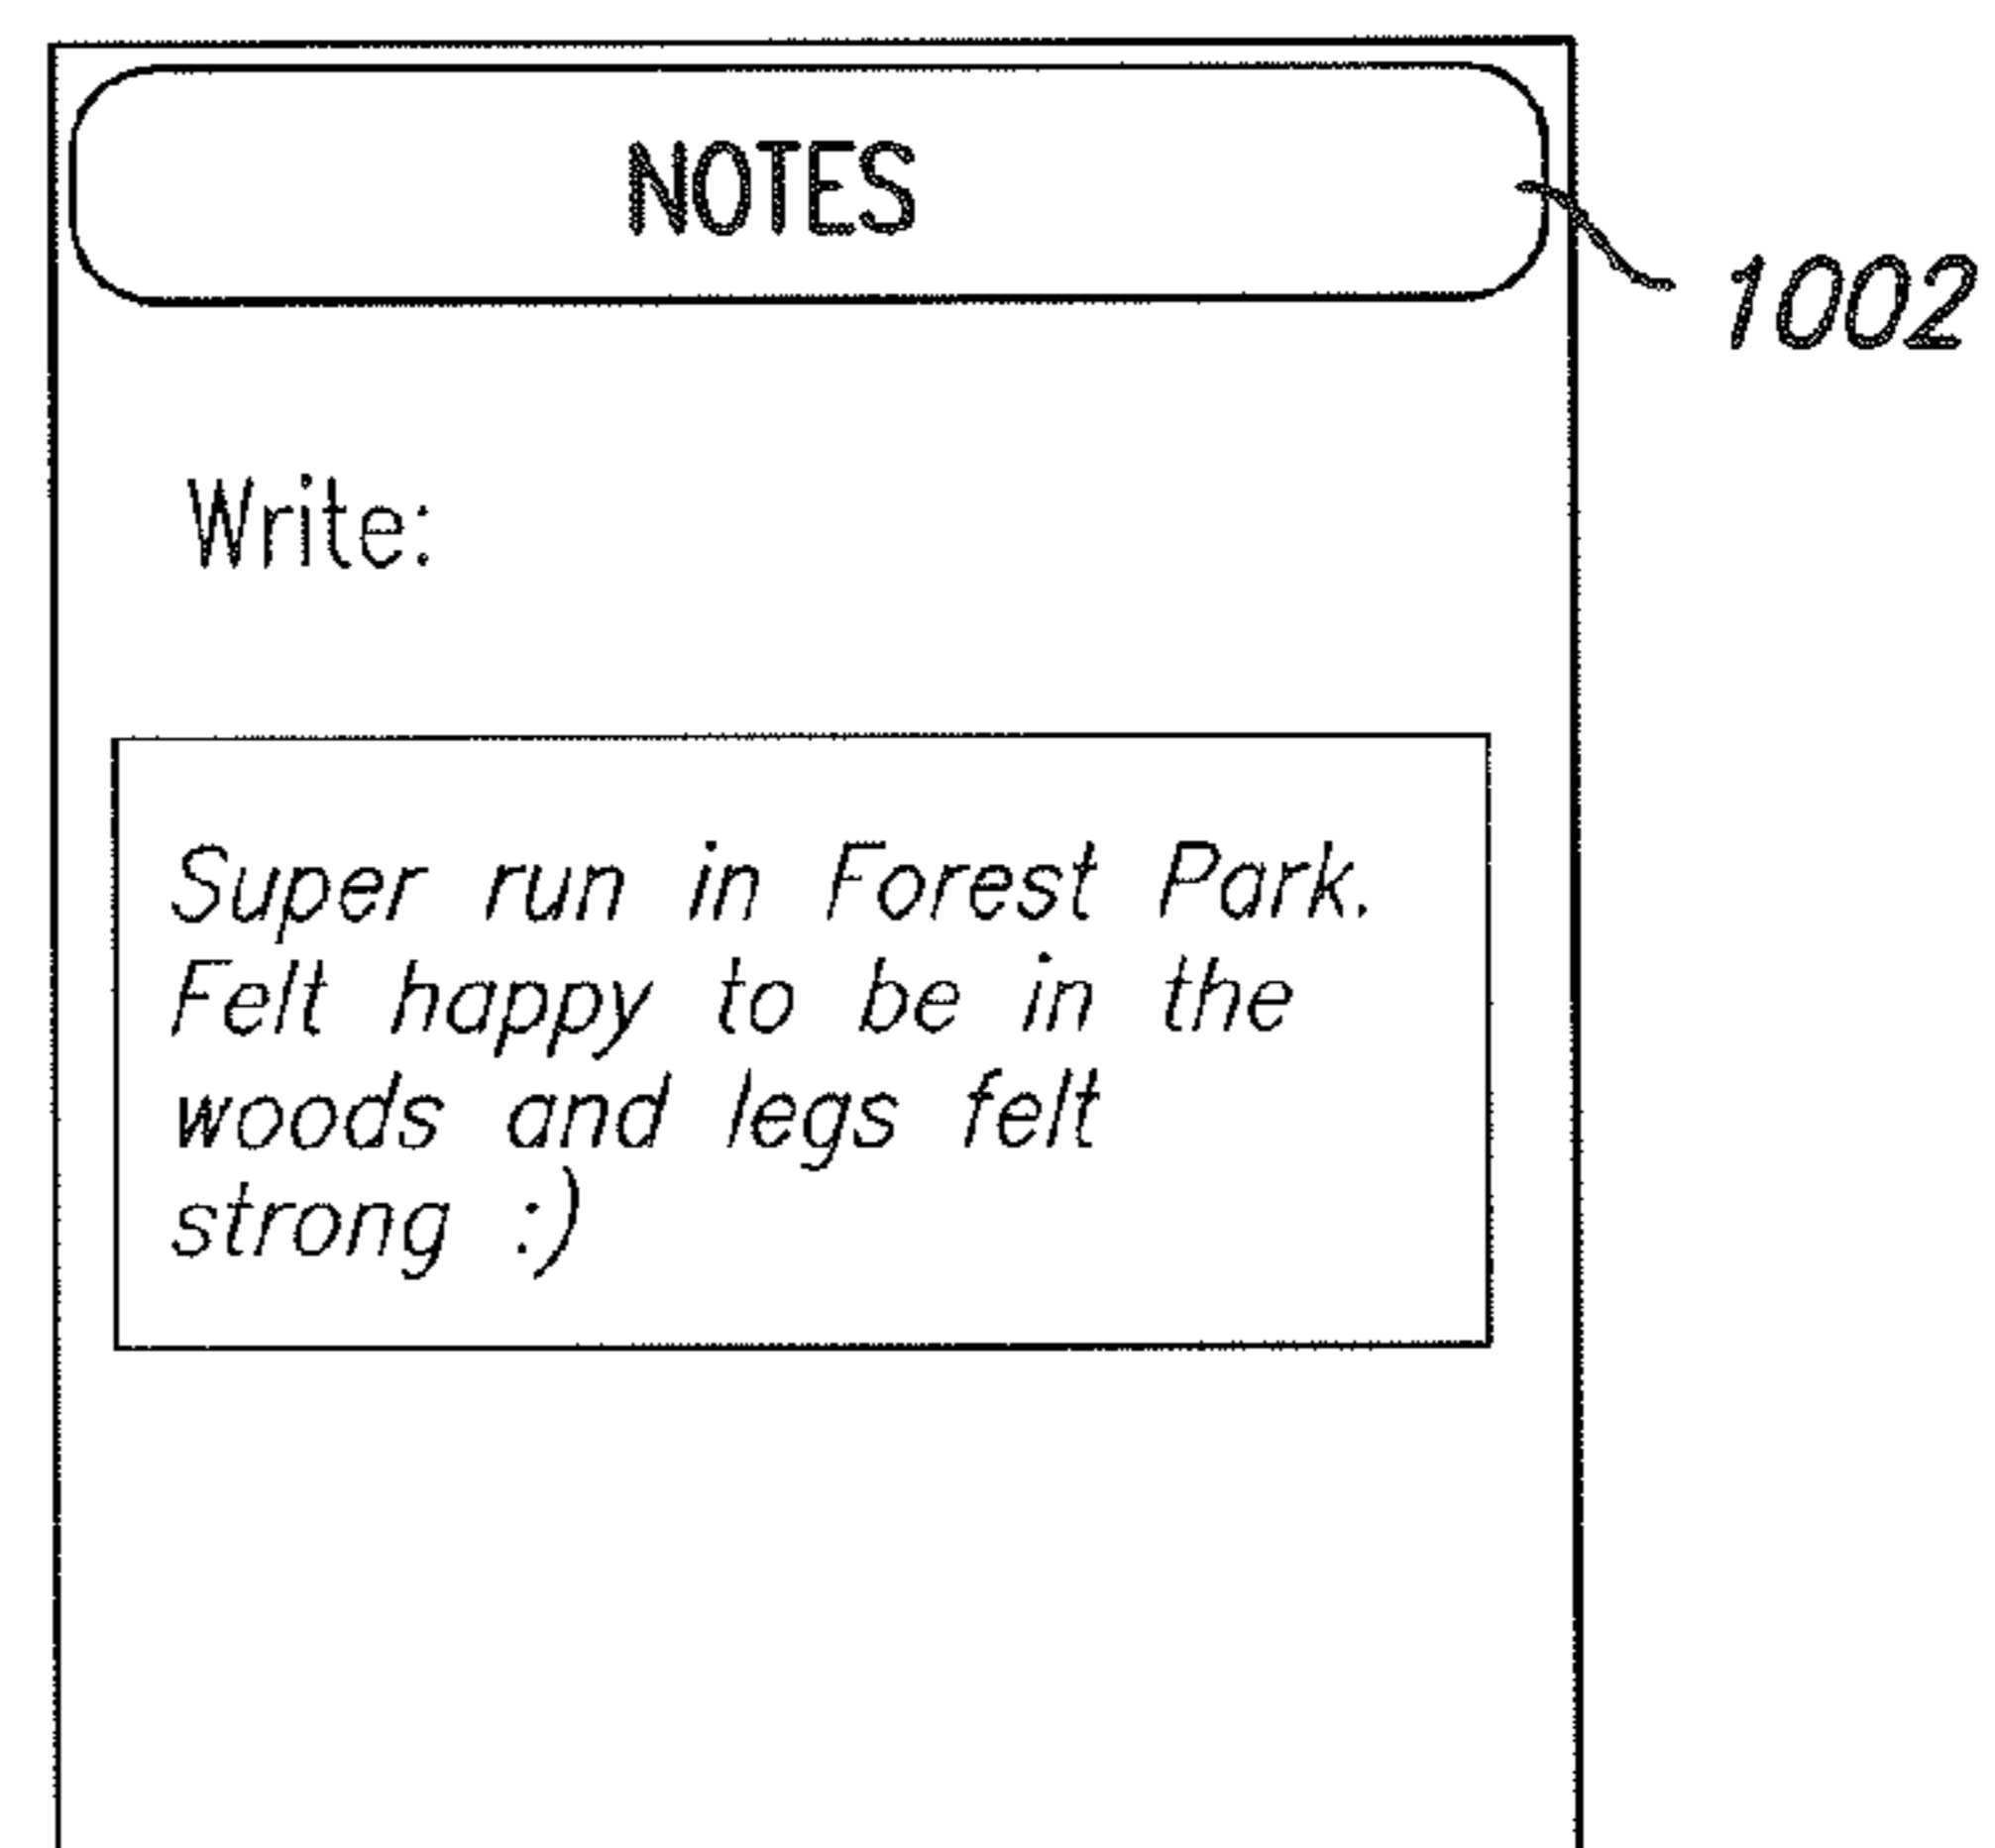 NOTES
1002
Write:
Super run in Forest Park.
Felt happy to be in the
woods and legs felt
strong :)